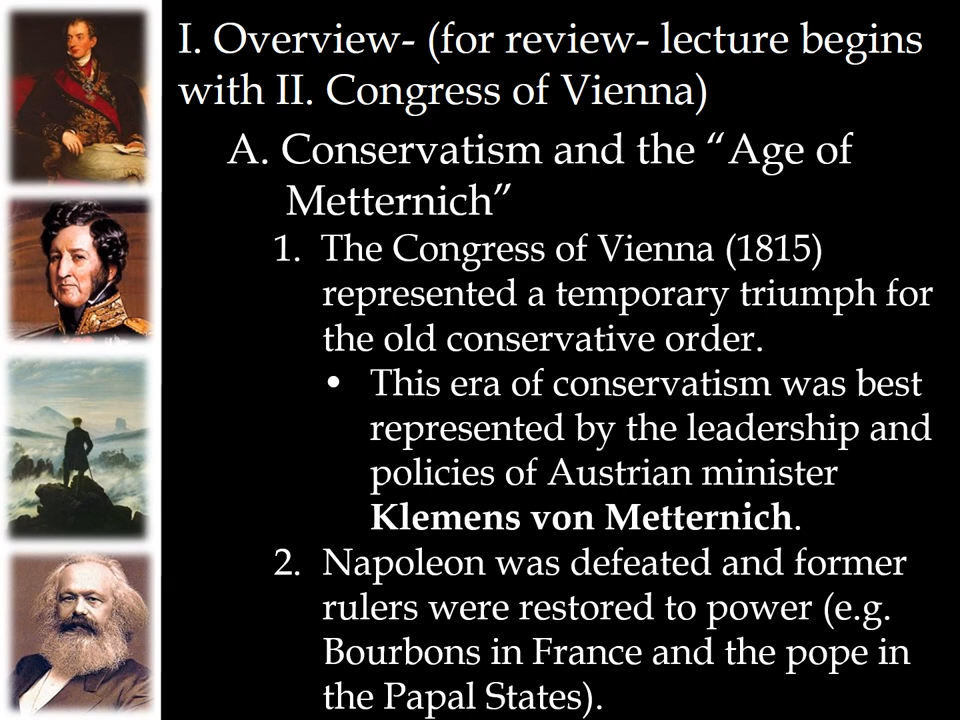 I. Overview- (for review- lecture begins
with II. Congress of Vienna)
A. Conservatism and the “Age of
Metternich”
1. The Congress of Vienna (1815)
represented a temporary triumph for
the old conservative order.
• This era of conservatism was best
represented by the leadership and
policies of Austrian minister
Klemens von Metternich.
2. Napoleon was defeated and former
rulers were restored to power (e.g.
Bourbons in France and the pope in
the Papal States).